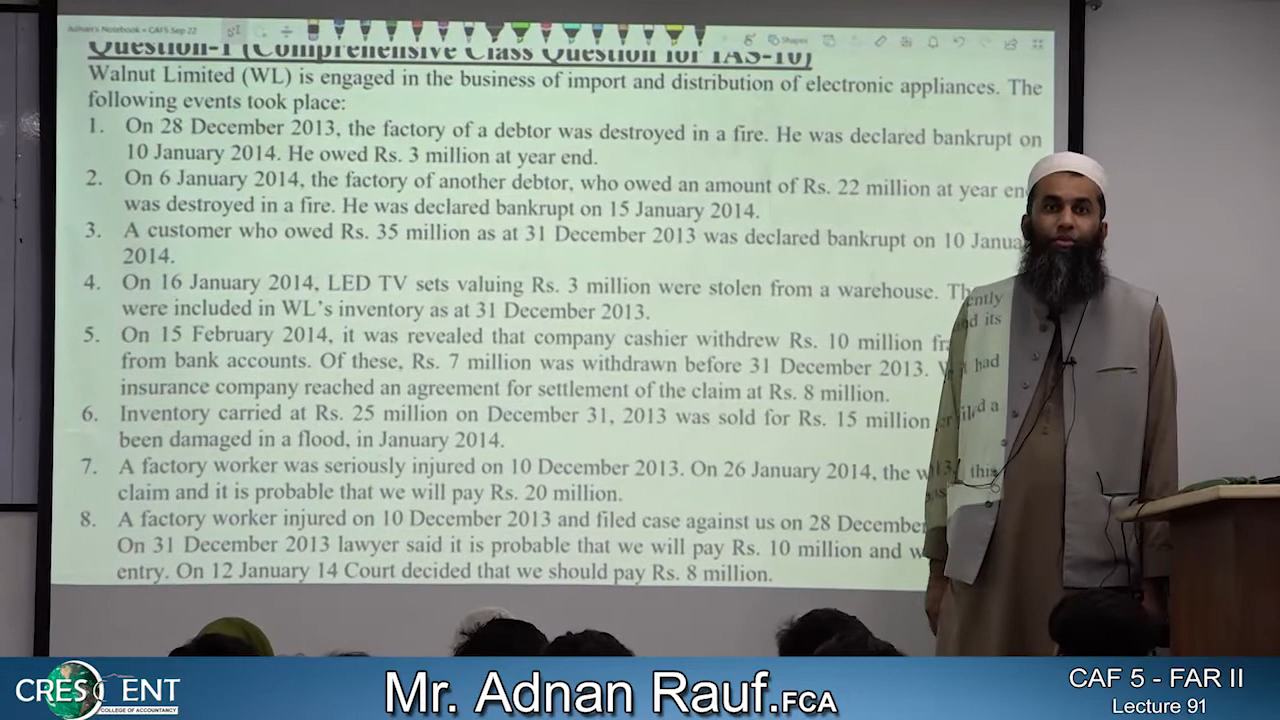 Adnan's Notebook » CAF5 Sep 22
Shapes
Question-1 (Comprehensive Class Question for IAS-10)
Walnut Limited (WL) is engaged in the business of import and distribution of electronic appliances. The
following events took place:
1. On 28 December 2013, the factory of a debtor was destroyed in a fire. He was declared bankrupt on
10 January 2014. He owed Rs. 3 million at year end.
2. On 6 January 2014, the factory of another debtor, who owed an amount of Rs. 22 million at year en
was destroyed in a fire. He was declared bankrupt on 15 January 2014.
3. A customer who owed Rs. 35 million as at 31 December 2013 was declared bankrupt on 10 Janua
2014.
4. On 16 January 2014, LED TV sets valuing Rs. 3 million were stolen from a warehouse. Th
were included in WL's inventory as at 31 December 2013.
5. On 15 February 2014, it was revealed that company cashier withdrew Rs. 10 million fr ently
from bank accounts. Of these, Rs. 7 million was withdrawn before 31 December 2013. W nd its
insurance company reached an agreement for settlement of the claim at Rs. 8 million.
6. Inventory carried at Rs. 25 million on December 31, 2013 was sold for Rs. 15 million had
been damaged in a flood, in January 2014.
7. A factory worker was seriously injured on 10 December 2013. On 26 January 2014, the w filed a
claim and it is probable that we will pay Rs. 20 million.
8. A factory worker injured on 10 December 2013 and filed case against us on 28 December 13, this
On 31 December 2013 lawyer said it is probable that we will pay Rs. 10 million and w
entry. On 12 January 14 Court decided that we should pay Rs. 8 million.
CRESCENT
COLLEGE OF ACCOUNTANCY
Mr. Adnan Rauf.FCA
CAF 5 - FAR II
Lecture 91